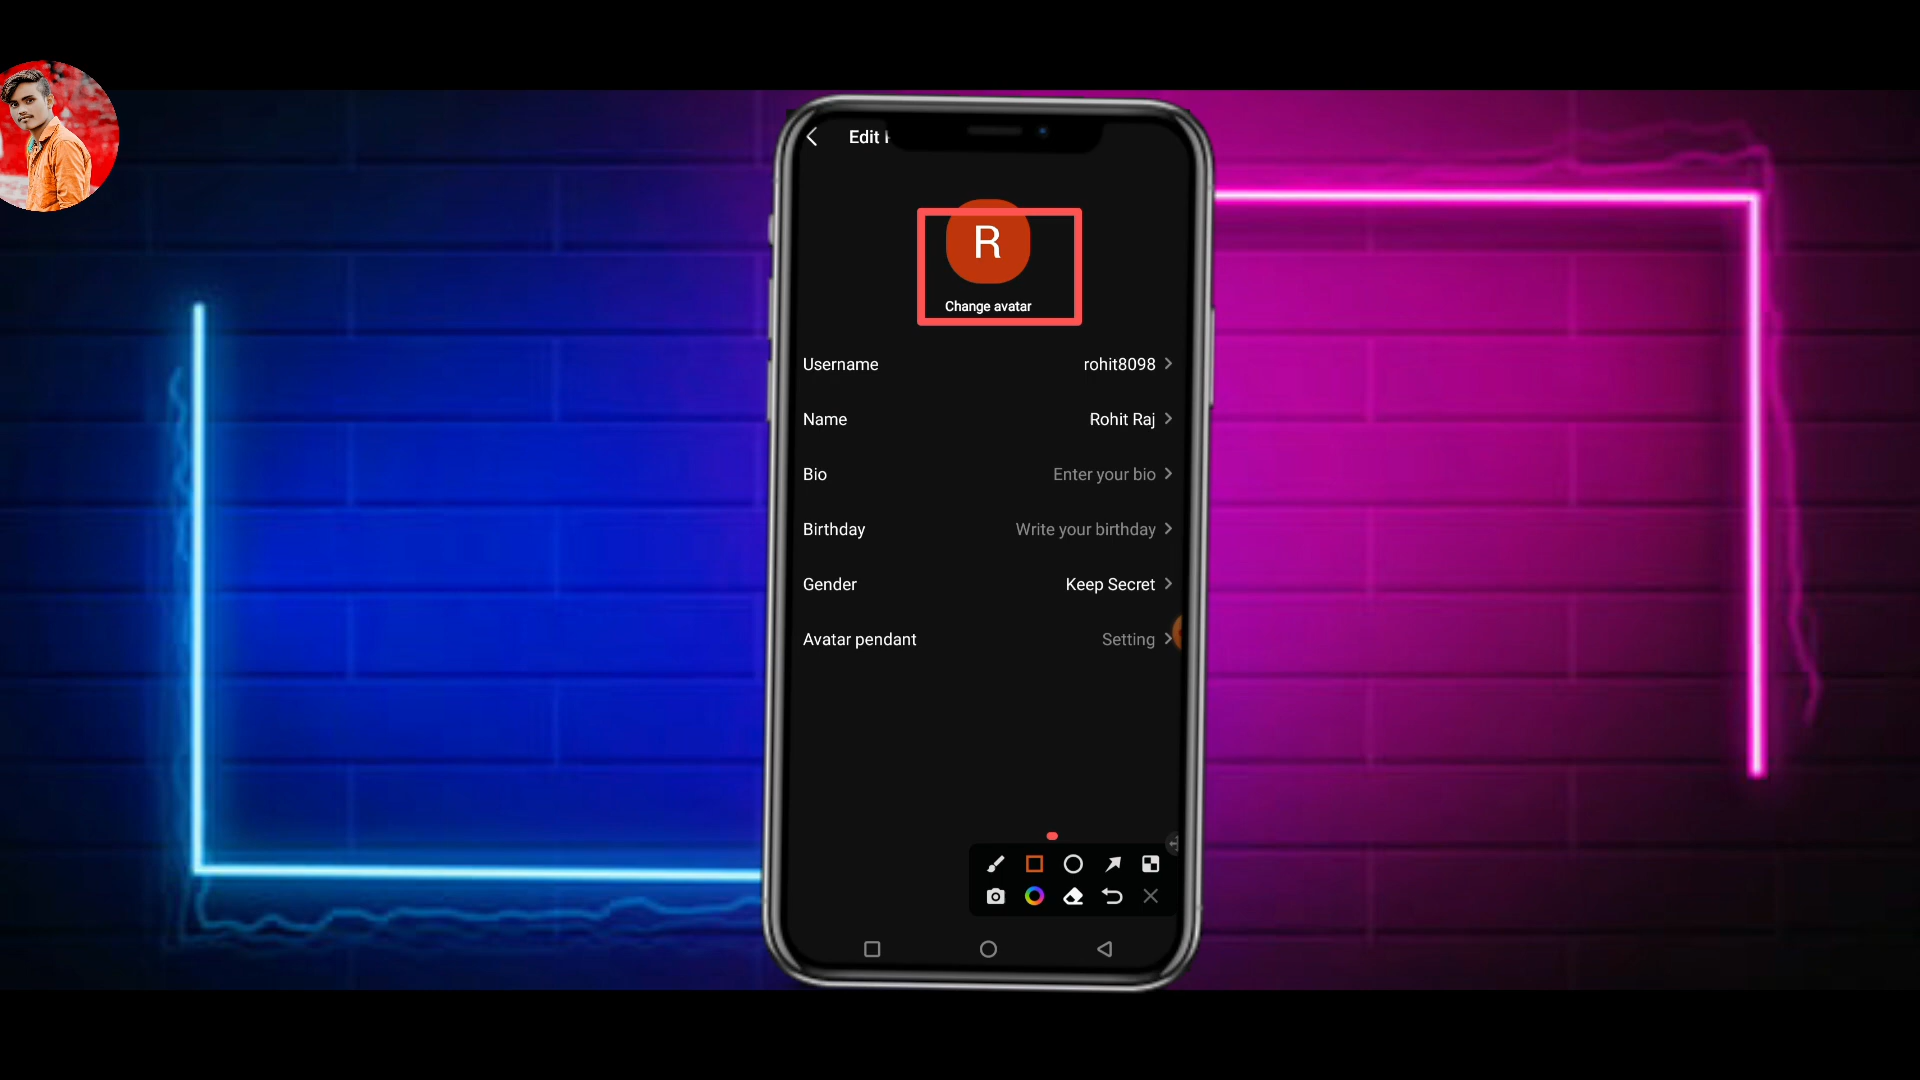 Edit
R
Change avatar
Username rohit8098
Name Rohit Raj
Bio Enter your bio
Birthday Write your birthday
Gender Keep Secret
Avatar pendant Setting